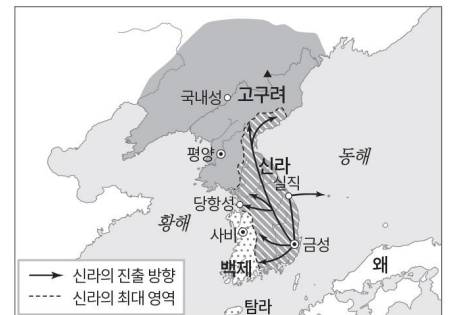 국내성
고구려
평양
신라
동해
실직
당항성
황해
사비
금성
백제
왜
탐라
신라의 진출 방향
신라의 최대 영역